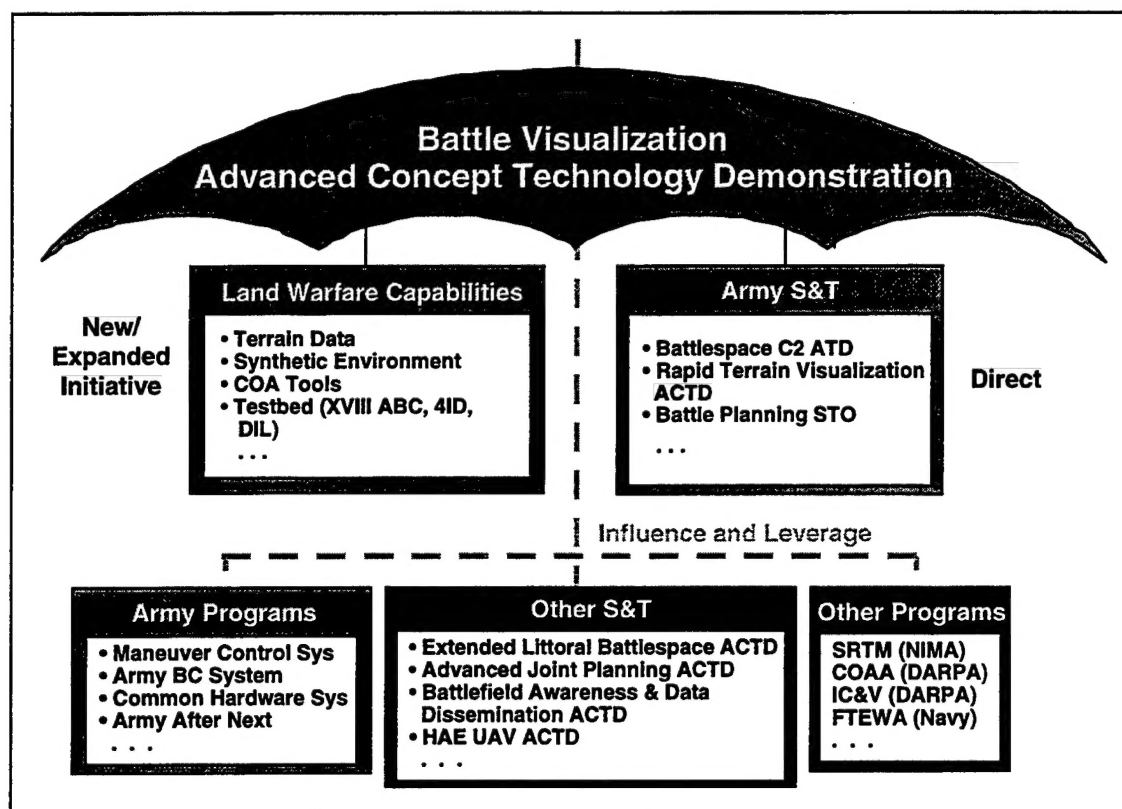 Battle Visualization
Advanced Concept Technology Demonstration
Land Warfare Capabilities
• Terrain Data
• Synthetic Environment
• COA Tools
• Testbed (XVIII ABC, 4ID,
DIL)
. . .
New/
Expanded
Initiative
Army S&T
• Battlespace C2 ATD
• Rapid Terrain Visualization
ACTD
• Battle Planning STO
. . .
Direct
Influence and Leverage
Army Programs
• Maneuver Control Sys
• Army BC System
• Common Hardware Sys
• Army After Next
. . .
Other S&T
• Extended Littoral Battlespace ACTD
• Advanced Joint Planning ACTD
• Battlefield Awareness & Data
Dissemination ACTD
• HAE UAV ACTD
. . .
Other Programs
SRTM (NIMA)
COAA (DARPA)
IC&V (DARPA)
FTEWA (Navy)
. . .